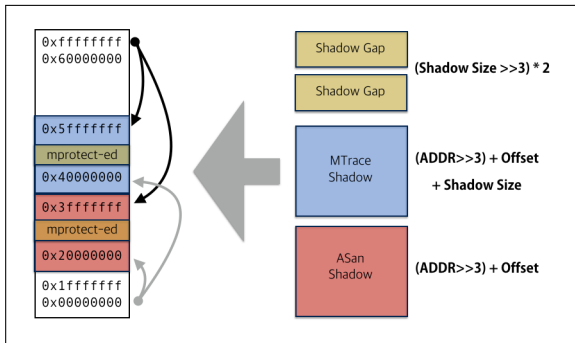 0xffffffff
0x60000000
0x5fffffff
mprotect-ed
0x40000000
0x3fffffff
mprotect-ed
0x20000000
0x1fffffff
0x00000000
Shadow Gap
Shadow Gap
(Shadow Size >>3) * 2
MTrace
Shadow
(ADDR>>3) + Offset
+ Shadow Size
ASan
Shadow
(ADDR>>3) + Offset